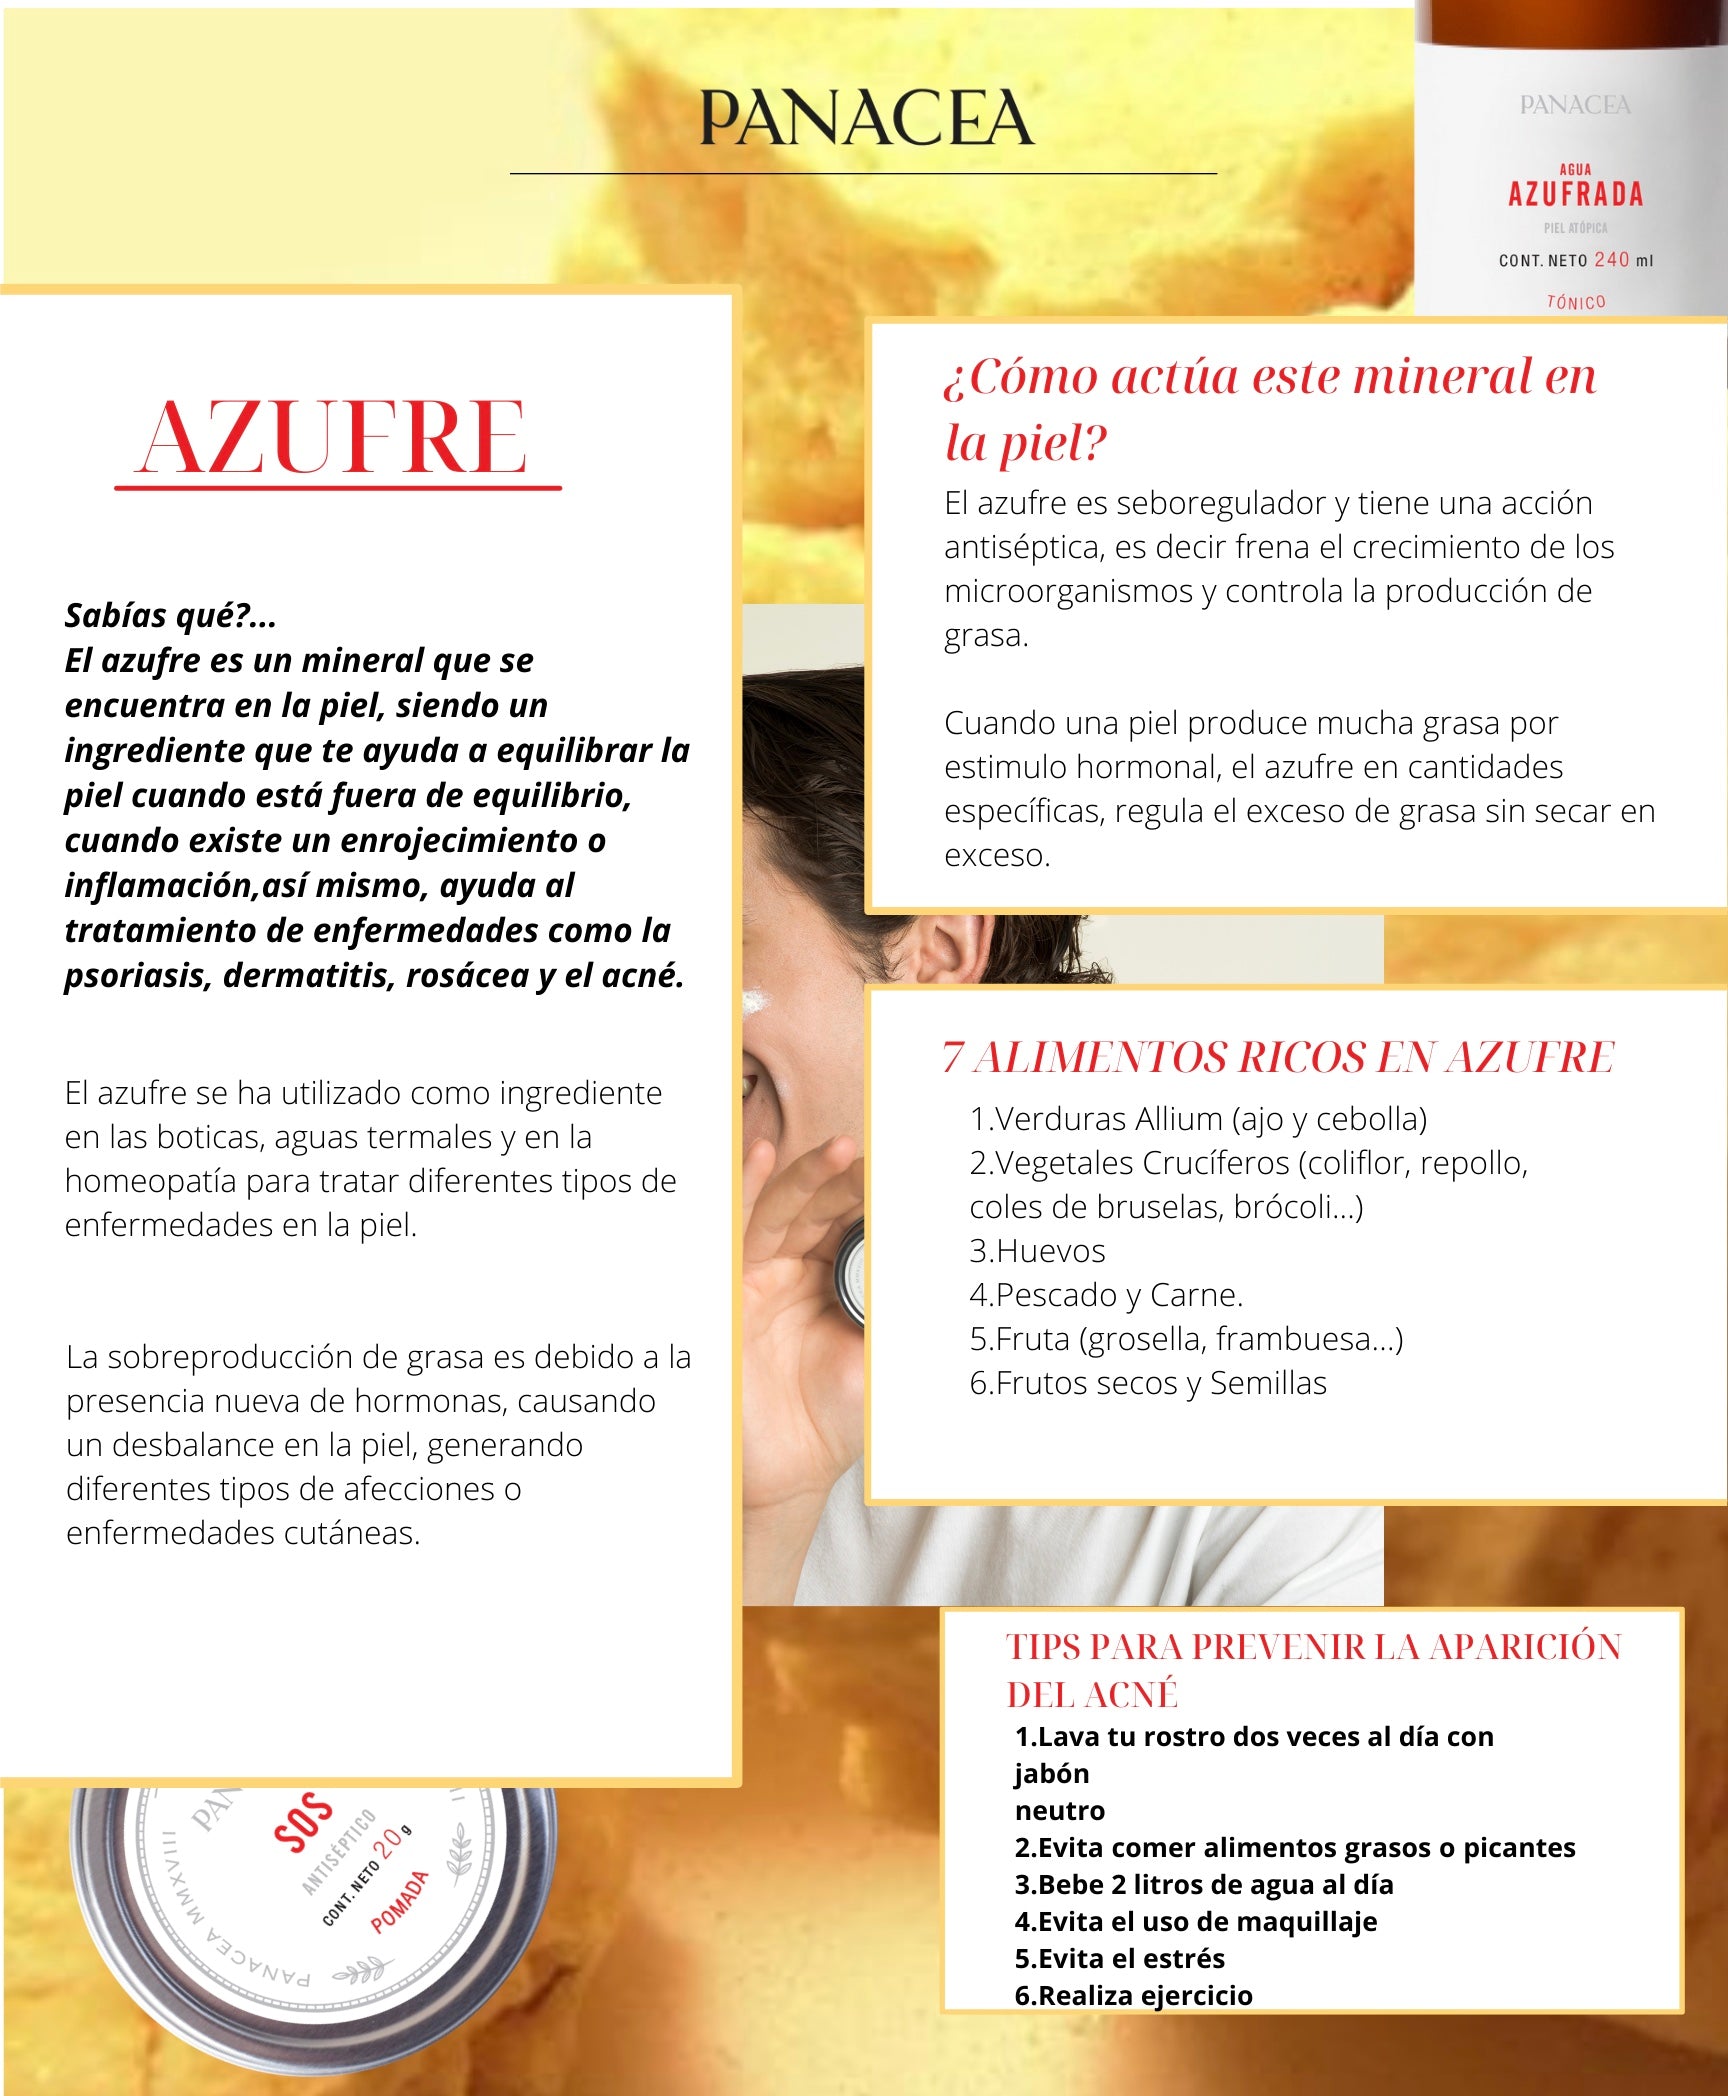 PANACEA
PANACEA
AGUA
AZUFRADA
PIEL ATÓPICA
CONT. NETO 240 ml
TÓNICO
AZUFRE
Sabías qué?...
El azufre es un mineral que se
encuentra en la piel, siendo un
ingrediente que te ayuda a equilibrar la
piel cuando está fuera de equilibrio,
cuando existe un enrojecimiento o
inflamación,así mismo, ayuda al
tratamiento de enfermedades como la
psoriasis, dermatitis, rosácea y el acné.
El azufre se ha utilizado como ingrediente
en las boticas, aguas termales y en la
homeopatía para tratar diferentes tipos de
enfermedades en la piel.
La sobreproducción de grasa es debido a la
presencia nueva de hormonas, causando
un desbalance en la piel, generando
diferentes tipos de afecciones o
enfermedades cutáneas.
¿Cómo actúa este mineral en
la piel?
El azufre es seboregulador y tiene una acción
antiséptica, es decir frena el crecimiento de los
microorganismos y controla la producción de
grasa.
Cuando una piel produce mucha grasa por
estimulo hormonal, el azufre en cantidades
específicas, regula el exceso de grasa sin secar en
exceso.
7 ALIMENTOS RICOS EN AZUFRE
1.Verduras Allium (ajo y cebolla)
2.Vegetales Crucíferos (coliflor, repollo,
coles de bruselas, brócoli...)
3.Huevos
4.Pescado y Carne.
5.Fruta (grosella, frambuesa...)
6.Frutos secos y Semillas
TIPS PARA PREVENIR LA APARICIÓN
DEL ACNÉ
1.Lava tu rostro dos veces al día con
jabón
neutro
2.Evita comer alimentos grasos o picantes
3.Bebe 2 litros de agua al día
4.Evita el uso de maquillaje
5.Evita el estrés
6.Realiza ejercicio
PAN
SOS
ANTISÉPTICO
CONT. NETO 20 g
POMADA
PANACEA MMXVIII